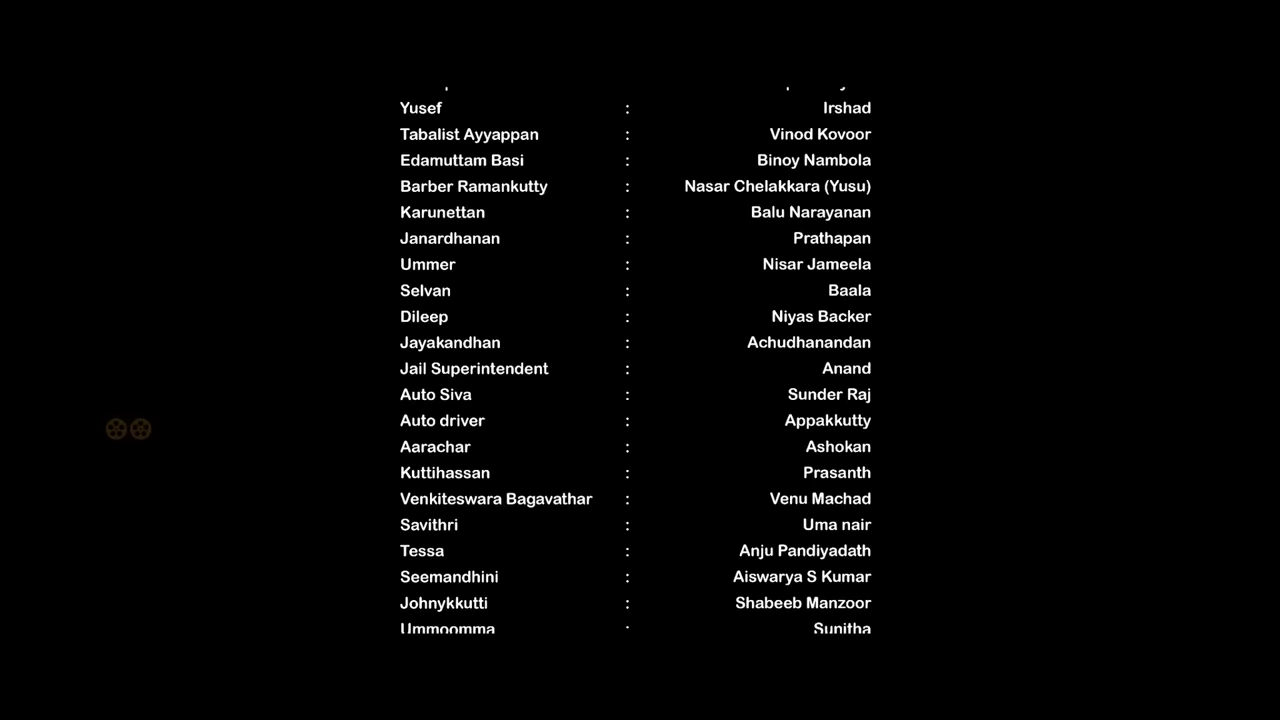 Yusef : Irshad
Tabalist Ayyappan : Vinod Kovoor
Edamuttam Basi : Binoy Nambola
Barber Ramankutty : Nasar Chelakkara (Yusu)
Karunettan : Balu Narayanan
Janardhanan : Prathapan
Ummer : Nisar Jameela
Selvan : Baala
Dileep : Niyas Backer
Jayakandhan : Achudhanandan
Jail Superintendent : Anand
Auto Siva : Sunder Raj
Auto driver : Appakkutty
Aarachar : Ashokan
Kuttihassan : Prasanth
Venkiteswara Bagavathar : Venu Machad
Savithri : Uma nair
Tessa : Anju Pandiyadath
Seemandhini : Aiswarya S Kumar
Johnykkutti : Shabeeb Manzoor
Ummoomma : Sunitha